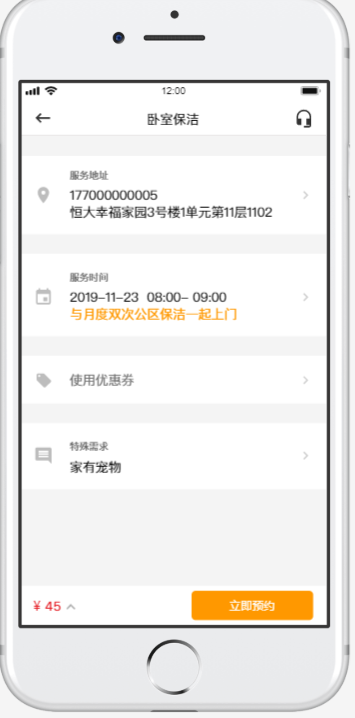 12:00
卧室保洁
服务地址
177000000005
恒大幸福家园3号楼1单元第11层1102
服务时间
2019-11-23 08:00- 09:00
与月度双次公区保洁一起上门
使用优惠券
特殊需求
家有宠物
¥ 45
立即预约